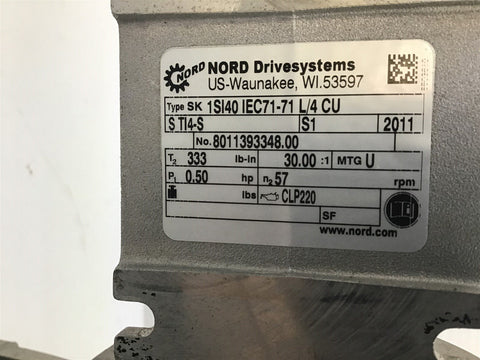 NORD NORD Drivesystems
US-Waunakee, WI.53597
Type SK 1SI40 IEC71-71 L/4 CU
S TI4-S S1 2011
No. 8011393348.00
T2 333 lb-in 30.00 :1 MTG U
P1 0.50 hp n2 57 rpm
lbs CLP220
SF
www.nord.com